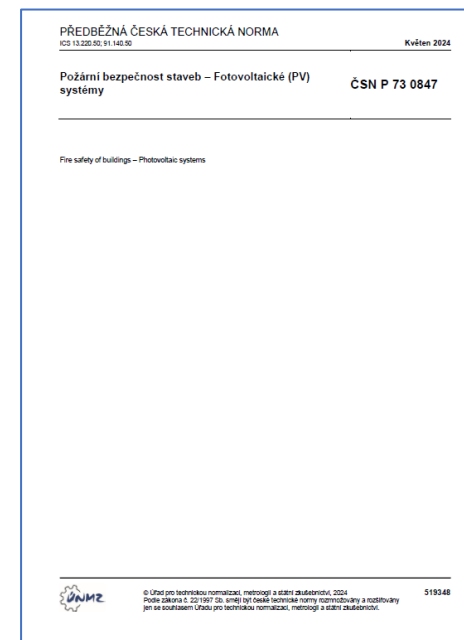 PŘEDBĚŽNÁ ČESKÁ TECHNICKÁ NORMA
ICS 13.220.50; 91.140.50 Květen 2024
Požární bezpečnost staveb – Fotovoltaické (PV)
systémy
ČSN P 73 0847
Fire safety of buildings – Photovoltaic systems
ÚNMZ
© Úřad pro technickou normalizaci, metrologii a státní zkušebnictví, 2024
Podle zákona č. 22/1997 Sb. smějí být české technické normy rozmnožovány a rozšiřovány
jen se souhlasem Úřadu pro technickou normalizaci, metrologii a státní zkušebnictví.
519348